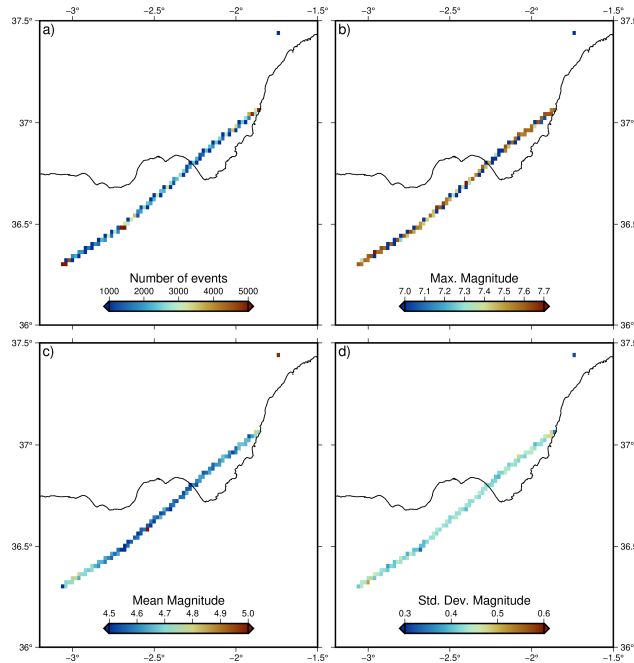 −3° −2.5° −2° −1.5° −3° −2.5° −2° −1.5°
37.5° a) b) 37.5°
37° 37°
36.5° 36.5°
Number of events Max. Magnitude
1000 2000 3000 4000 5000 7.0 7.1 7.2 7.3 7.4 7.5 7.6 7.7
36° 36°
37.5° c) d) 37.5°
37° 37°
36.5° 36.5°
Mean Magnitude Std. Dev. Magnitude
4.5 4.6 4.7 4.8 4.9 5.0 0.3 0.4 0.5 0.6
36° 36°
−3° −2.5° −2° −1.5° −3° −2.5° −2° −1.5°